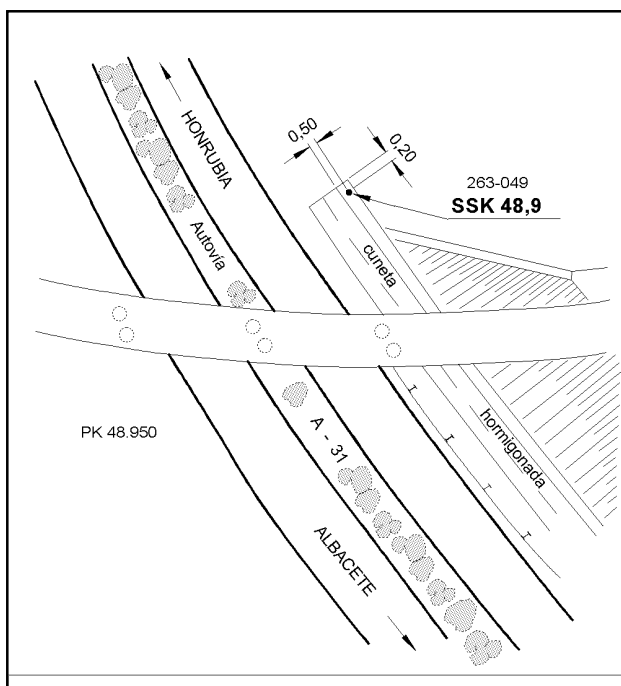 HONRUBIA
0,50
0,20
263-049
SSK 48,9
Autovía
cuneta
PK 48.950
A - 31
hormigonada
ALBACETE